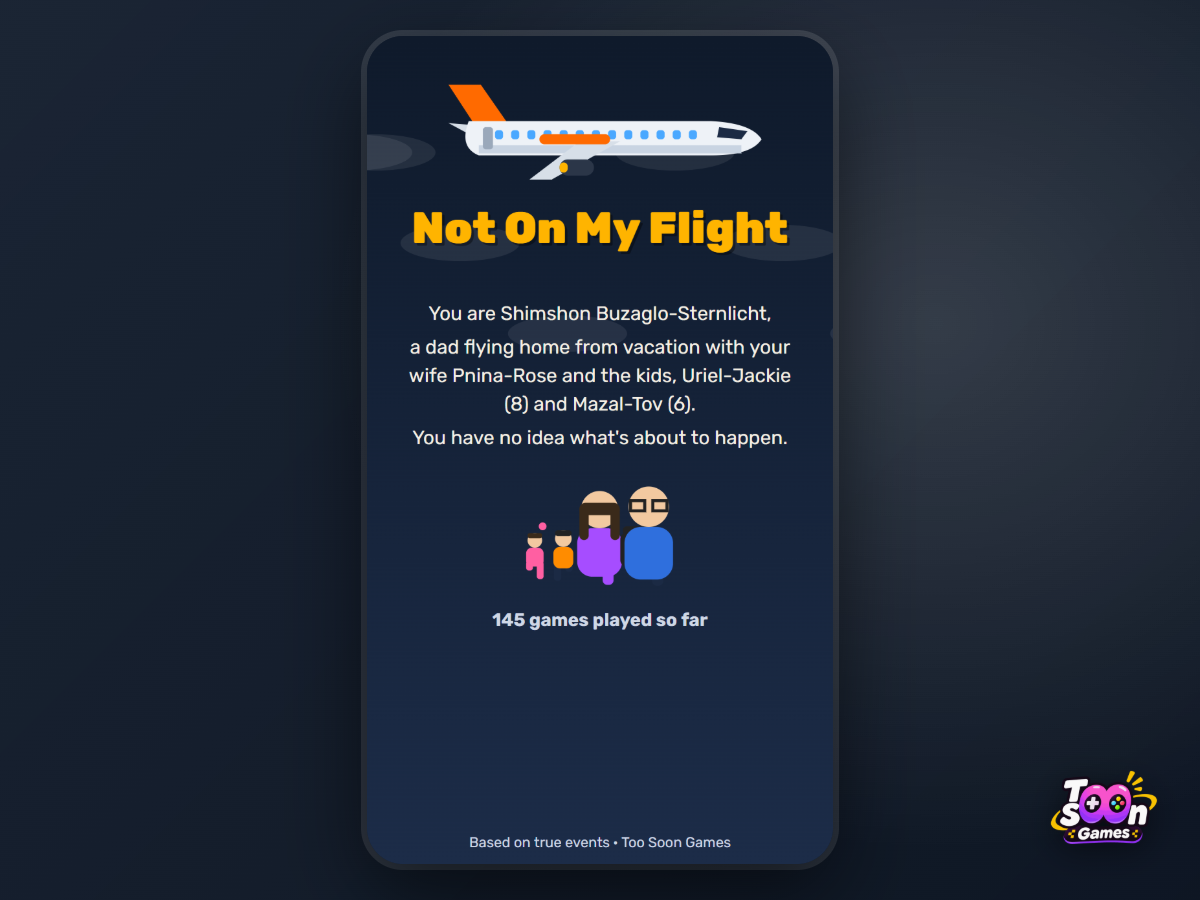 Not On My Flight
You are Shimshon Buzaglo-Sternlicht,
a dad flying home from vacation with your
wife Pnina-Rose and the kids, Uriel-Jackie
(8) and Mazal-Tov (6).
You have no idea what's about to happen.
145 games played so far
Based on true events • Too Soon Games
Too
Soon
Games